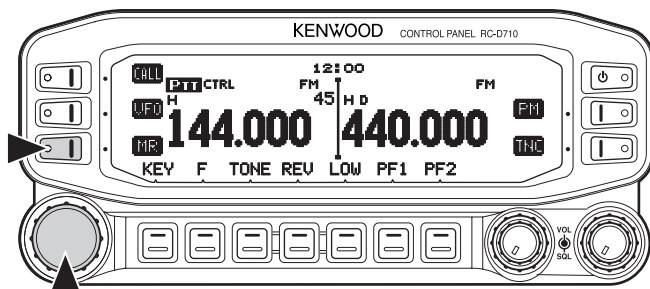 KENWOOD CONTROL PANEL RC-D710
CALL 12:00
PTT CTRL FM FM
H 45 H D
VFO PM
144.000 440.000
MR TNC
KEY F TONE REV LOW PF1 PF2
VOL
SQL